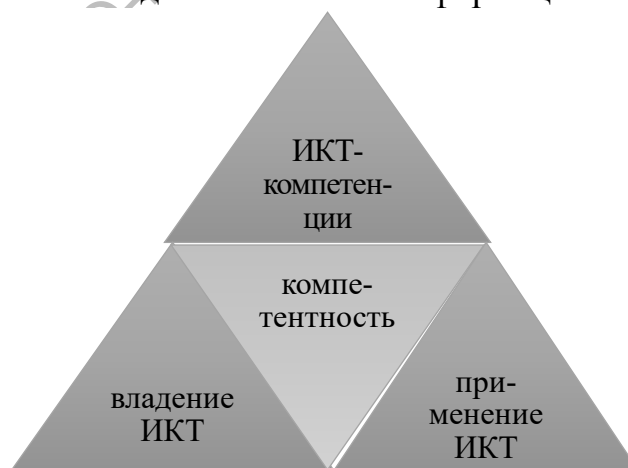 ИКТ-
компетен-
ции
компе-
тентность
владение
ИКТ
при-
менение
ИКТ